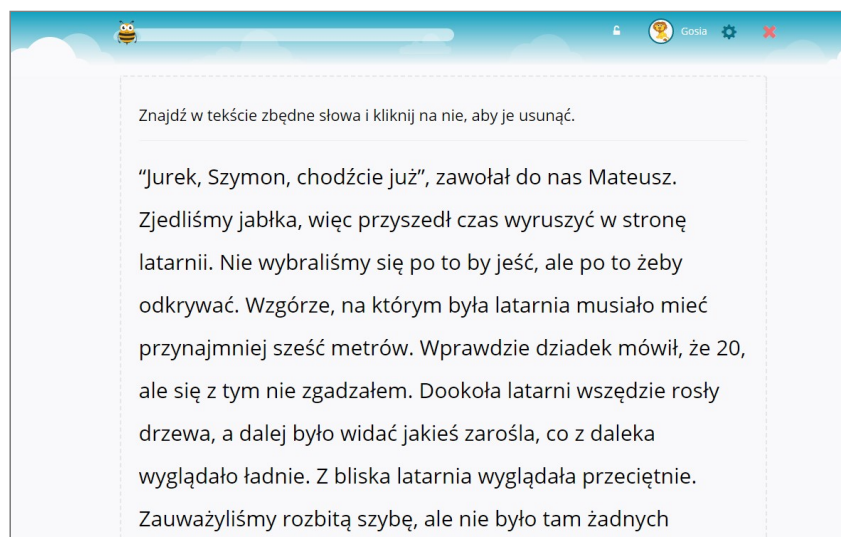 Gosia
Znajdź w tekście zbędne słowa i kliknij na nie, aby je usunąć.
“Jurek, Szymon, chodźcie już”, zawołał do nas Mateusz.
Zjedliśmy jabłka, więc przyszedł czas wyruszyć w stronę
latarnii. Nie wybraliśmy się po to by jeść, ale po to żeby
odkrywać. Wzgórze, na którym była latarnia musiało mieć
przynajmniej sześć metrów. Wprawdzie dziadek mówił, że 20,
ale się z tym nie zgadzałem. Dookoła latarni wszędzie rosły
drzewa, a dalej było widać jakieś zarośla, co z daleka
wyglądało ładnie. Z bliska latarnia wyglądała przeciętnie.
Zauważyliśmy rozbitą szybę, ale nie było tam żadnych